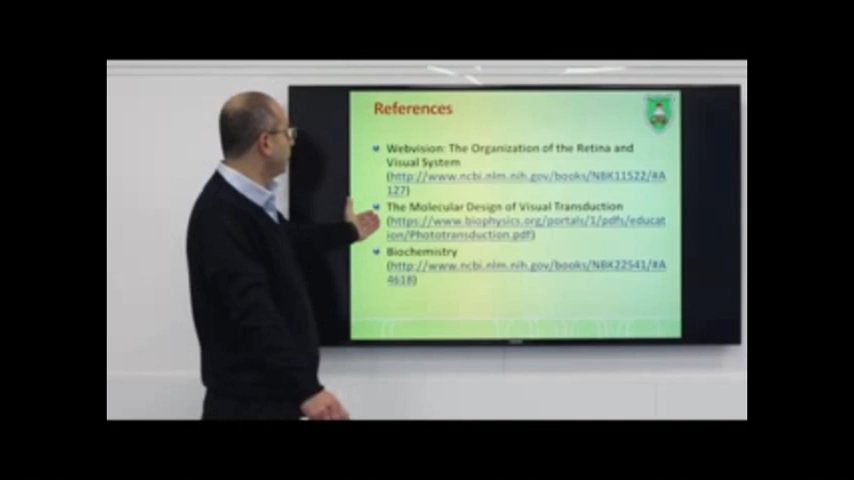 References
Webvision: The Organization of the Retina and
Visual System
(http://www.ncbi.nlm.nih.gov/books/NBK11522/#A
127)
The Molecular Design of Visual Transduction
(https://www.biophysics.org/portals/1/pdfs/educat
ion/Phototransduction.pdf)
Biochemistry
(http://www.ncbi.nlm.nih.gov/books/NBK22541/#A
4618)